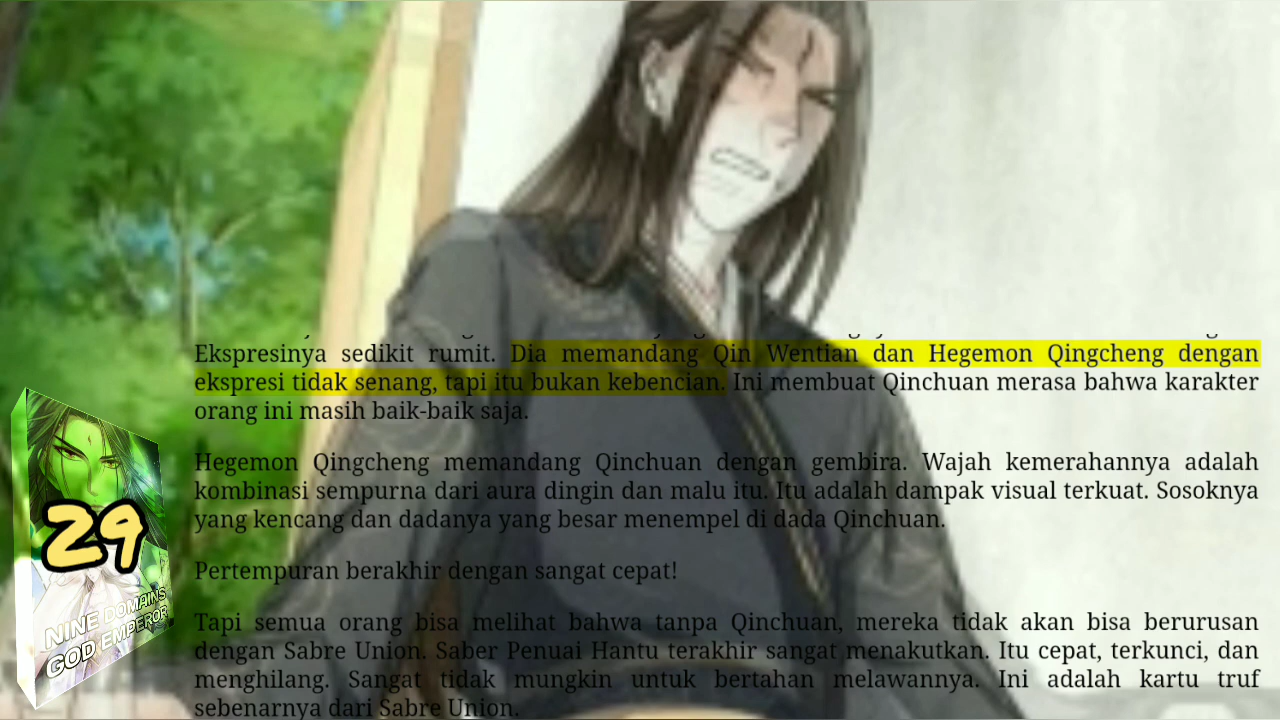 Ekspresinya sedikit rumit. Dia memandang Qin Wentian dan Hegemon Qingcheng dengan
ekspresi tidak senang, tapi itu bukan kebencian. Ini membuat Qinchuan merasa bahwa karakter
orang ini masih baik-baik saja.
Hegemon Qingcheng memandang Qinchuan dengan gembira. Wajah kemerahannya adalah
kombinasi sempurna dari aura dingin dan malu itu. Itu adalah dampak visual terkuat. Sosoknya
yang kencang dan dadanya yang besar menempel di dada Qinchuan.
Pertempuran berakhir dengan sangat cepat!
Tapi semua orang bisa melihat bahwa tanpa Qinchuan, mereka tidak akan bisa berurusan
dengan Sabre Union. Saber Penuai Hantu terakhir sangat menakutkan. Itu cepat, terkunci, dan
menghilang. Sangat tidak mungkin untuk bertahan melawannya. Ini adalah kartu truf
sebenarnya dari Sabre Union.
29
NINE DOMAINS
GOD EMPEROR